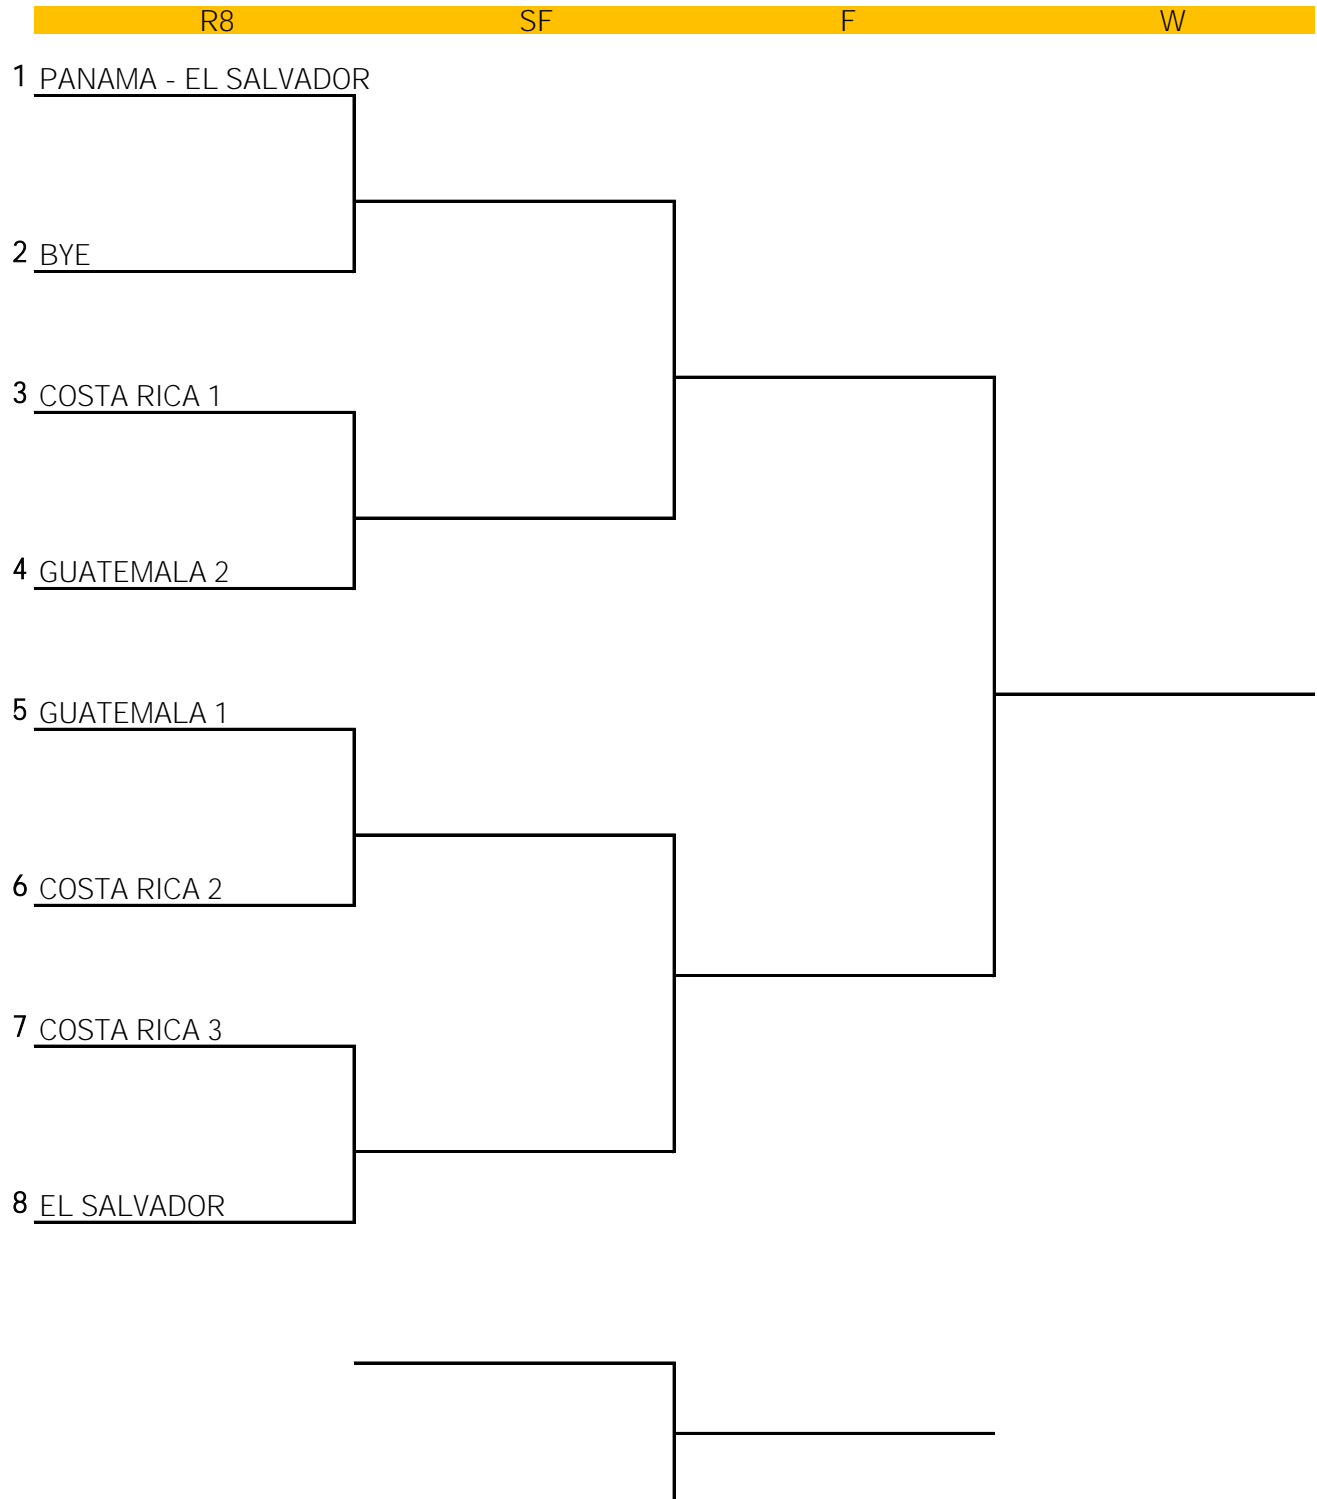 R8 SF F W
1 PANAMA - EL SALVADOR
2 BYE
3 COSTA RICA 1
4 GUATEMALA 2
5 GUATEMALA 1
6 COSTA RICA 2
7 COSTA RICA 3
8 EL SALVADOR